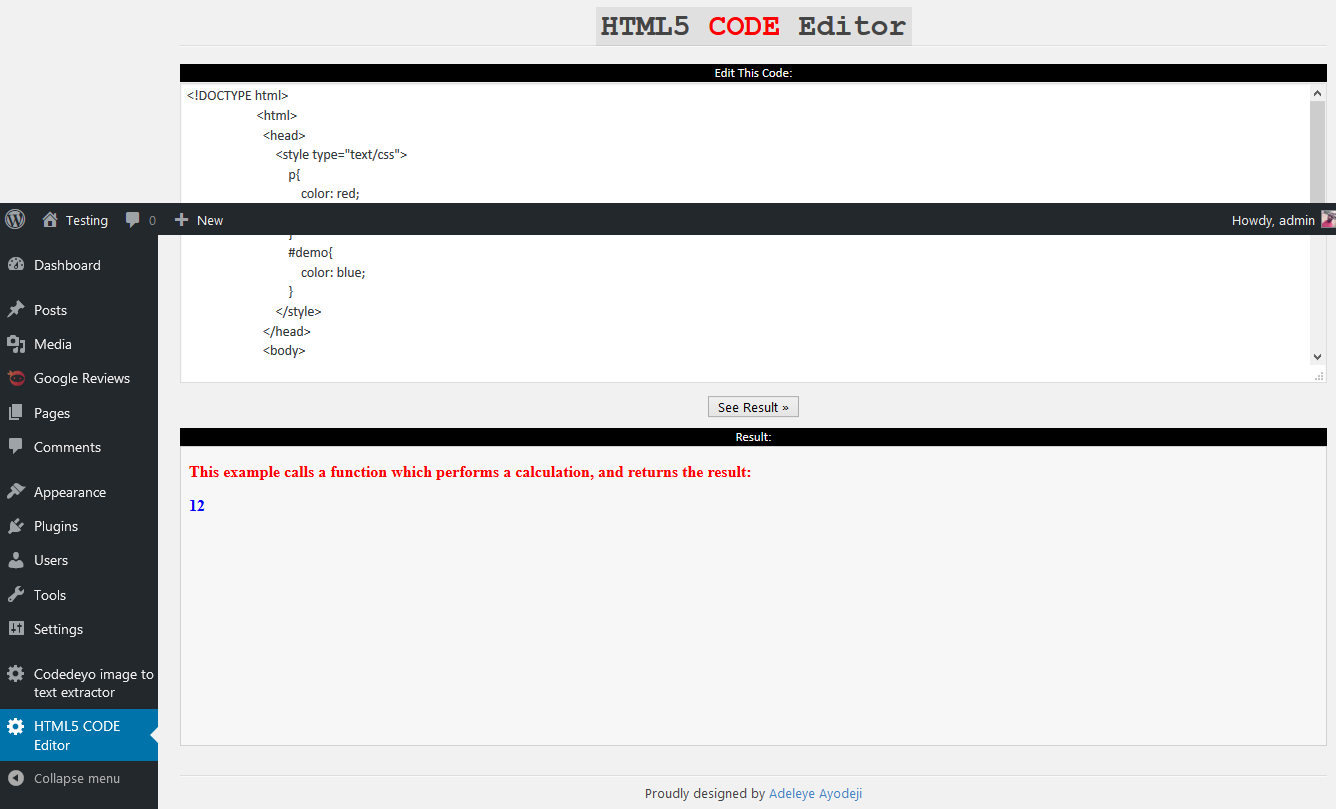 HTML5 CODE Editor
Edit This Code:
<!DOCTYPE html>
<html>
<head>
<style type="text/css">
p{
color: red;
Testing 0 New Howdy, admin
}
#demo{
color: blue;
}
</style>
</head>
<body>
See Result »
Result:
This example calls a function which performs a calculation, and returns the result:
12
Dashboard
Posts
Media
Google Reviews
Pages
Comments
Appearance
Plugins
Users
Tools
Settings
Codedeyo image to
text extractor
HTML5 CODE
Editor
Collapse menu
Proudly designed by Adeleye Ayodeji